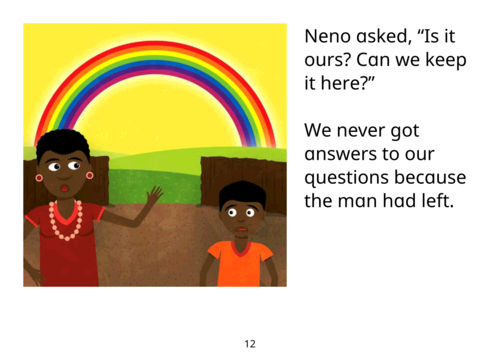 Neno asked, “Is it
ours? Can we keep
it here?”
We never got
answers to our
questions because
the man had left.
12